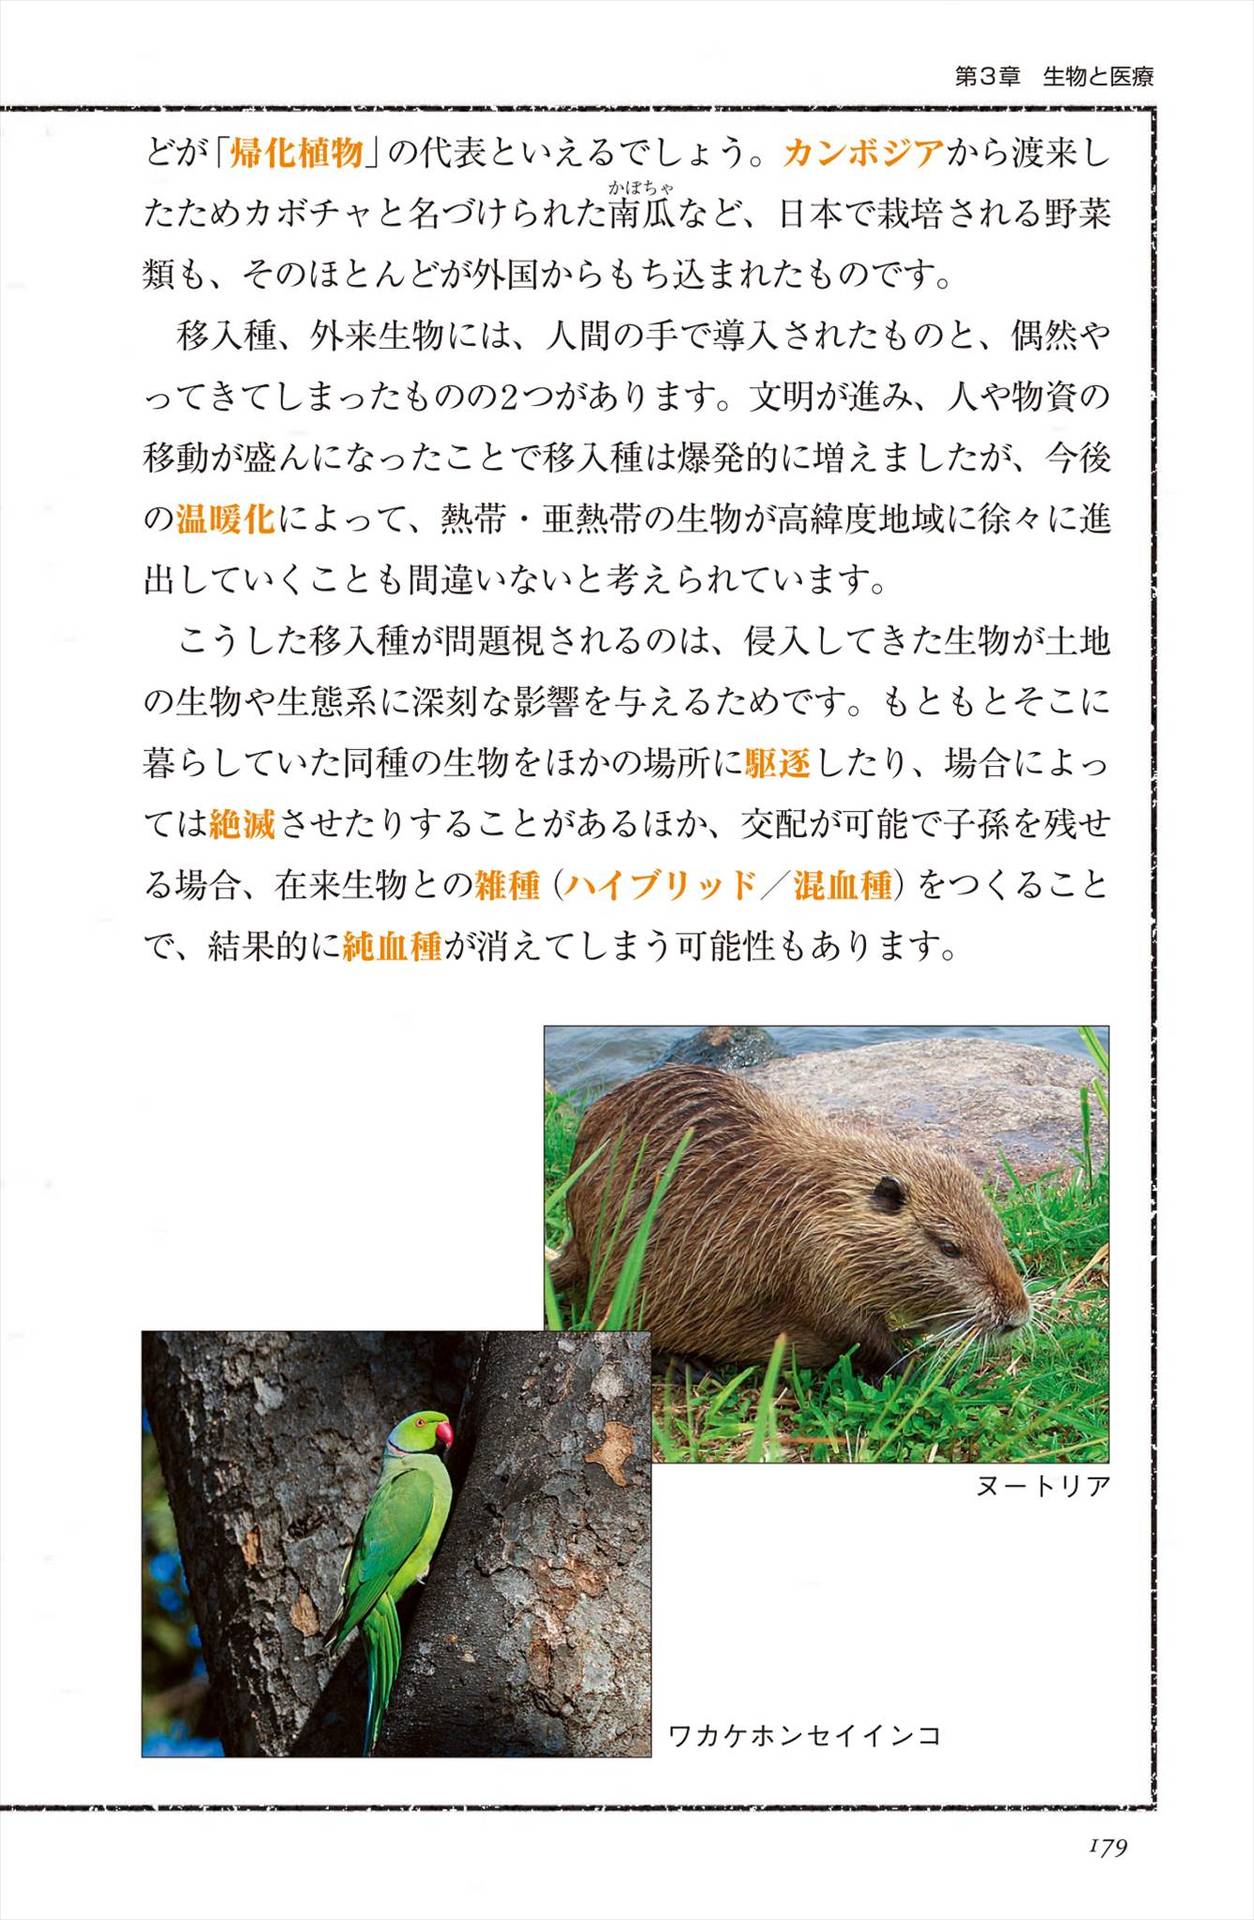 第3章　生物と医療
どが「帰化植物」の代表といえるでしょう。カンボジアから渡来し
かぼちゃ
たためカボチャと名づけられた南瓜など、日本で栽培される野菜
類も、そのほとんどが外国からもち込まれたものです。
　移入種、外来生物には、人間の手で導入されたものと、偶然や
ってきてしまったものの2つがあります。文明が進み、人や物資の
移動が盛んになったことで移入種は爆発的に増えましたが、今後
の温暖化によって、熱帯・亜熱帯の生物が高緯度地域に徐々に進
出していくことも間違いないと考えられています。
　こうした移入種が問題視されるのは、侵入してきた生物が土地
の生物や生態系に深刻な影響を与えるためです。もともとそこに
暮らしていた同種の生物をほかの場所に駆逐したり、場合によっ
ては絶滅させたりすることがあるほか、交配が可能で子孫を残せ
る場合、在来生物との雑種（ハイブリッド／混血種）をつくること
で、結果的に純血種が消えてしまう可能性もあります。
ヌートリア
ワカケホンセイインコ
179